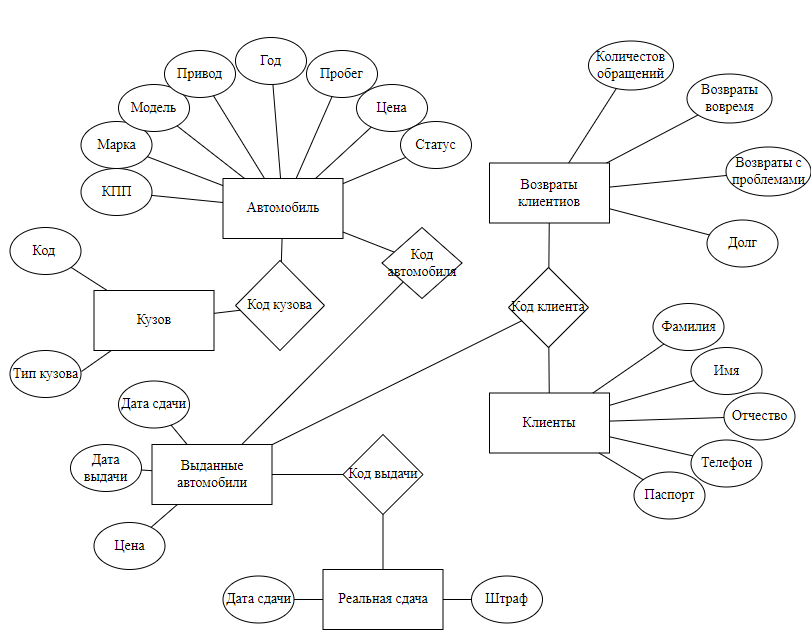 Год
Привод
Пробег
Модель
Цена
Марка
Статус
КПП
Автомобиль
Количестов
обращений
Возвраты
вовремя
Возвраты с
проблемами
Возвраты
клиентиов
Долг
Код
Код
автомобиля
Код кузова
Кузов
Тип кузова
Код клиента
Фамилия
Имя
Отчество
Клиенты
Телефон
Паспорт
Дата сдачи
Дата
выдачи
Выданные
автомобили
Код выдачи
Цена
Дата сдачи
Реальная сдача
Штраф